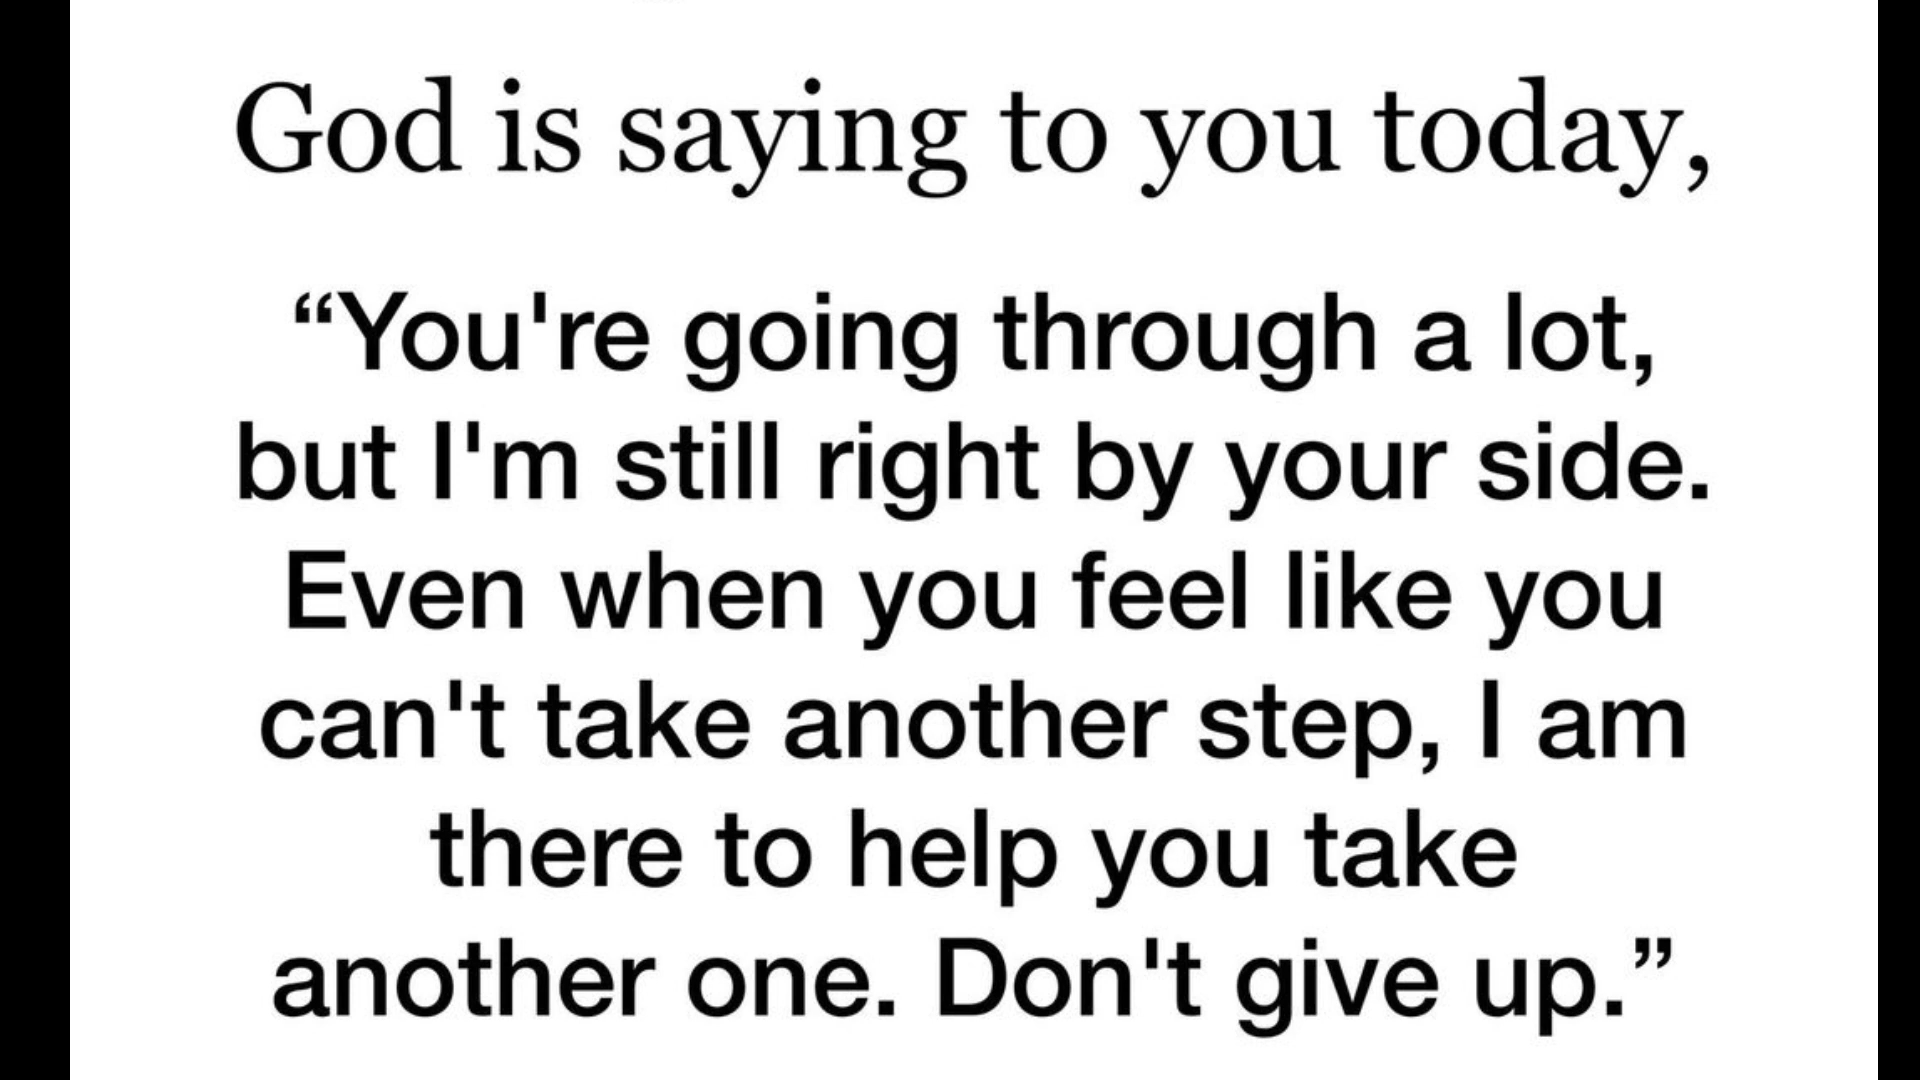 God is saying to you today,
“You're going through a lot,
but I'm still right by your side.
Even when you feel like you
can't take another step, I am
there to help you take
another one. Don't give up.”